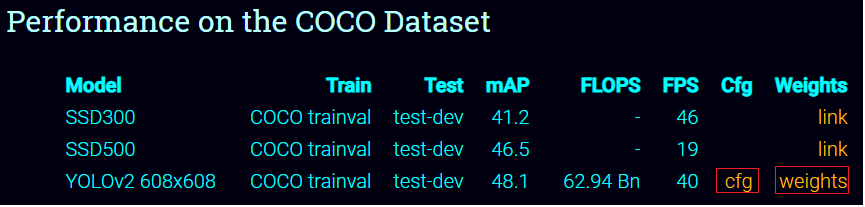 Performance on the COCO Dataset
Model Train Test mAP FLOPS FPS Cfg Weights
SSD300 COCO trainval test-dev 41.2 - 46 link
SSD500 COCO trainval test-dev 46.5 - 19 link
YOLOv2 608x608 COCO trainval test-dev 48.1 62.94 Bn 40 cfg weights